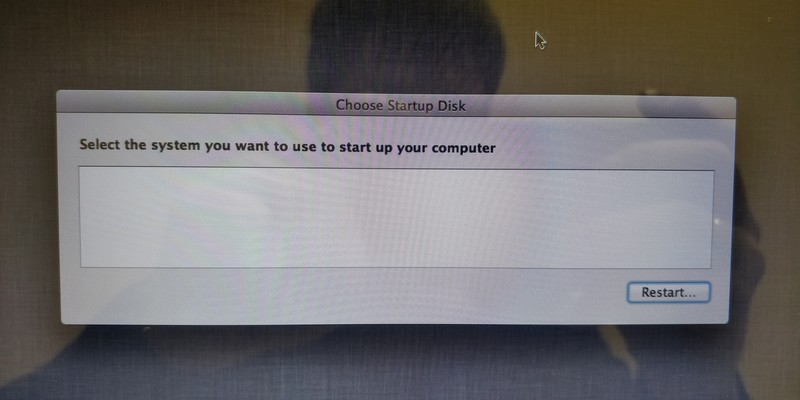 Choose Startup Disk
Select the system you want to use to start up your computer
Restart...